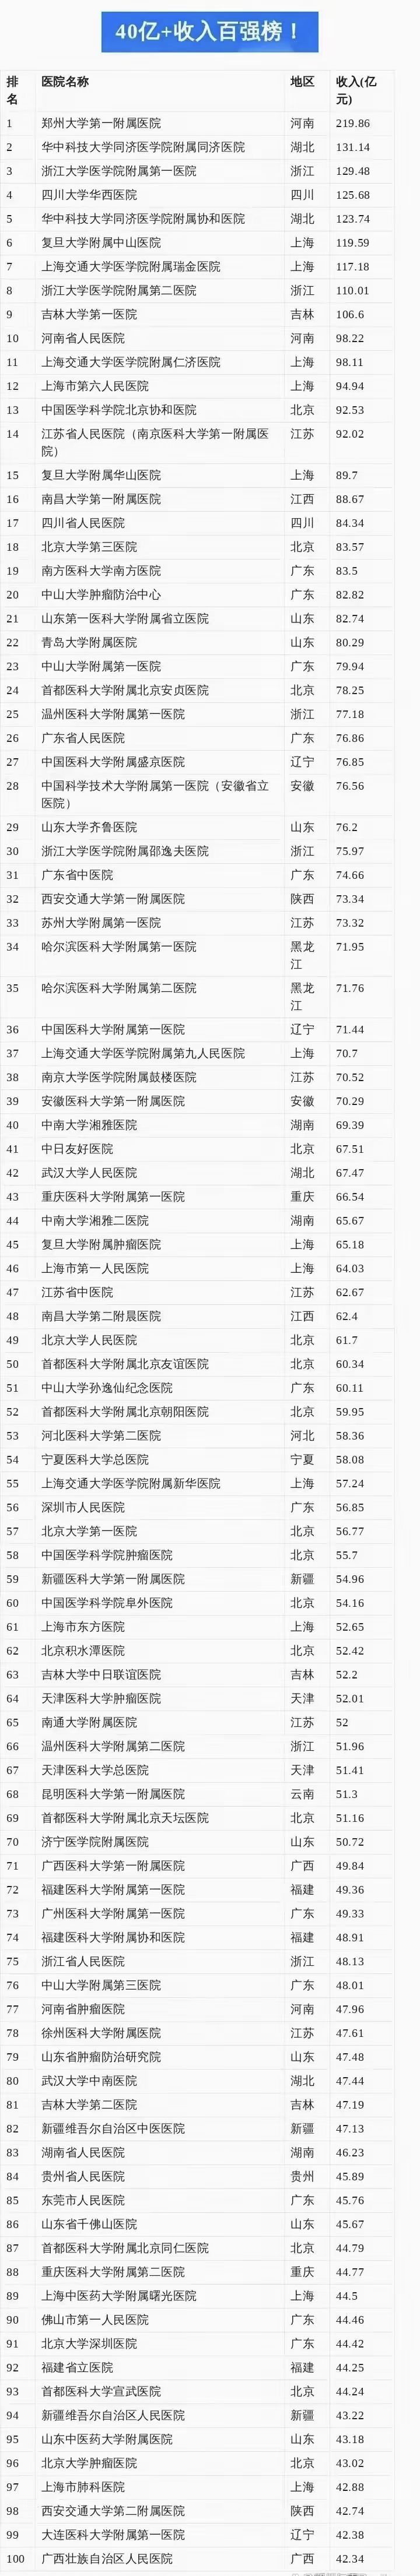 40亿+收入百强榜！
排名 医院名称 地区 收入(亿元)
1 郑州大学第一附属医院 河南 219.86
2 华中科技大学同济医学院附属同济医院 湖北 131.14
3 浙江大学医学院附属第一医院 浙江 129.48
4 四川大学华西医院 四川 125.68
5 华中科技大学同济医学院附属协和医院 湖北 123.74
6 复旦大学附属中山医院 上海 119.59
7 上海交通大学医学院附属瑞金医院 上海 117.18
8 浙江大学医学院附属第二医院 浙江 110.01
9 吉林大学第一医院 吉林 106.6
10 河南省人民医院 河南 98.22
11 上海交通大学医学院附属仁济医院 上海 98.11
12 上海市第六人民医院 上海 94.94
13 中国医学科学院北京协和医院 北京 92.53
14 江苏省人民医院（南京医科大学第一附属医院） 江苏 92.02
15 复旦大学附属华山医院 上海 89.7
16 南昌大学第一附属医院 江西 88.67
17 四川省人民医院 四川 84.34
18 北京大学第三医院 北京 83.57
19 南方医科大学南方医院 广东 83.5
20 中山大学肿瘤防治中心 广东 82.82
21 山东第一医科大学附属省立医院 山东 82.74
22 青岛大学附属医院 山东 80.29
23 中山大学附属第一医院 广东 79.94
24 首都医科大学附属北京安贞医院 北京 78.25
25 温州医科大学附属第一医院 浙江 77.18
26 广东省人民医院 广东 76.86
27 中国医科大学附属盛京医院 辽宁 76.85
28 中国科学技术大学附属第一医院（安徽省立医院） 安徽 76.56
29 山东大学齐鲁医院 山东 76.2
30 浙江大学医学院附属邵逸夫医院 浙江 75.97
31 广东省中医院 广东 74.66
32 西安交通大学第一附属医院 陕西 73.34
33 苏州大学附属第一医院 江苏 73.32
34 哈尔滨医科大学附属第一医院 黑龙江 71.95
35 哈尔滨医科大学附属第二医院 黑龙江 71.76
36 中国医科大学附属第一医院 辽宁 71.44
37 上海交通大学医学院附属第九人民医院 上海 70.7
38 南京大学医学院附属鼓楼医院 江苏 70.52
39 安徽医科大学第一附属医院 安徽 70.29
40 中南大学湘雅医院 湖南 69.39
41 中日友好医院 北京 67.51
42 武汉大学人民医院 湖北 67.47
43 重庆医科大学附属第一医院 重庆 66.54
44 中南大学湘雅二医院 湖南 65.67
45 复旦大学附属肿瘤医院 上海 65.18
46 上海市第一人民医院 上海 64.03
47 江苏省中医院 江苏 62.67
48 南昌大学第二附晨医院 江西 62.4
49 北京大学人民医院 北京 61.7
50 首都医科大学附属北京友谊医院 北京 60.34
51 中山大学孙逸仙纪念医院 广东 60.11
52 首都医科大学附属北京朝阳医院 北京 59.95
53 河北医科大学第二医院 河北 58.36
54 宁夏医科大学总医院 宁夏 58.08
55 上海交通大学医学院附属新华医院 上海 57.24
56 深圳市人民医院 广东 56.85
57 北京大学第一医院 北京 56.77
58 中国医学科学院肿瘤医院 北京 55.7
59 新疆医科大学第一附属医院 新疆 54.96
60 中国医学科学院阜外医院 北京 54.16
61 上海市东方医院 上海 52.65
62 北京积水潭医院 北京 52.42
63 吉林大学中日联谊医院 吉林 52.2
64 天津医科大学肿瘤医院 天津 52.01
65 南通大学附属医院 江苏 52
66 温州医科大学附属第二医院 浙江 51.96
67 天津医科大学总医院 天津 51.41
68 昆明医科大学第一附属医院 云南 51.3
69 首都医科大学附属北京天坛医院 北京 51.16
70 济宁医学院附属医院 山东 50.72
71 广西医科大学第一附属医院 广西 49.84
72 福建医科大学附属第一医院 福建 49.36
73 广州医科大学附属第一医院 广东 49.33
74 福建医科大学附属协和医院 福建 48.91
75 浙江省人民医院 浙江 48.13
76 中山大学附属第三医院 广东 48.01
77 河南省肿瘤医院 河南 47.96
78 徐州医科大学附属医院 江苏 47.61
79 山东省肿瘤防治研究院 山东 47.48
80 武汉大学中南医院 湖北 47.44
81 吉林大学第二医院 吉林 47.19
82 新疆维吾尔自治区中医医院 新疆 47.13
83 湖南省人民医院 湖南 46.23
84 贵州省人民医院 贵州 45.89
85 东莞市人民医院 广东 45.76
86 山东省千佛山医院 山东 45.67
87 首都医科大学附属北京同仁医院 北京 44.79
88 重庆医科大学附属第二医院 重庆 44.77
89 上海中医药大学附属曙光医院 上海 44.5
90 佛山市第一人民医院 广东 44.46
91 北京大学深圳医院 广东 44.42
92 福建省立医院 福建 44.25
93 首都医科大学宣武医院 北京 44.24
94 新疆维吾尔自治区人民医院 新疆 43.22
95 山东中医药大学附属医院 山东 43.18
96 北京大学肿瘤医院 北京 43.02
97 上海市肺科医院 上海 42.88
98 西安交通大学第二附属医院 陕西 42.74
99 大连医科大学附属第一医院 辽宁 42.38
100 广西壮族自治区人民医院 广西 42.34